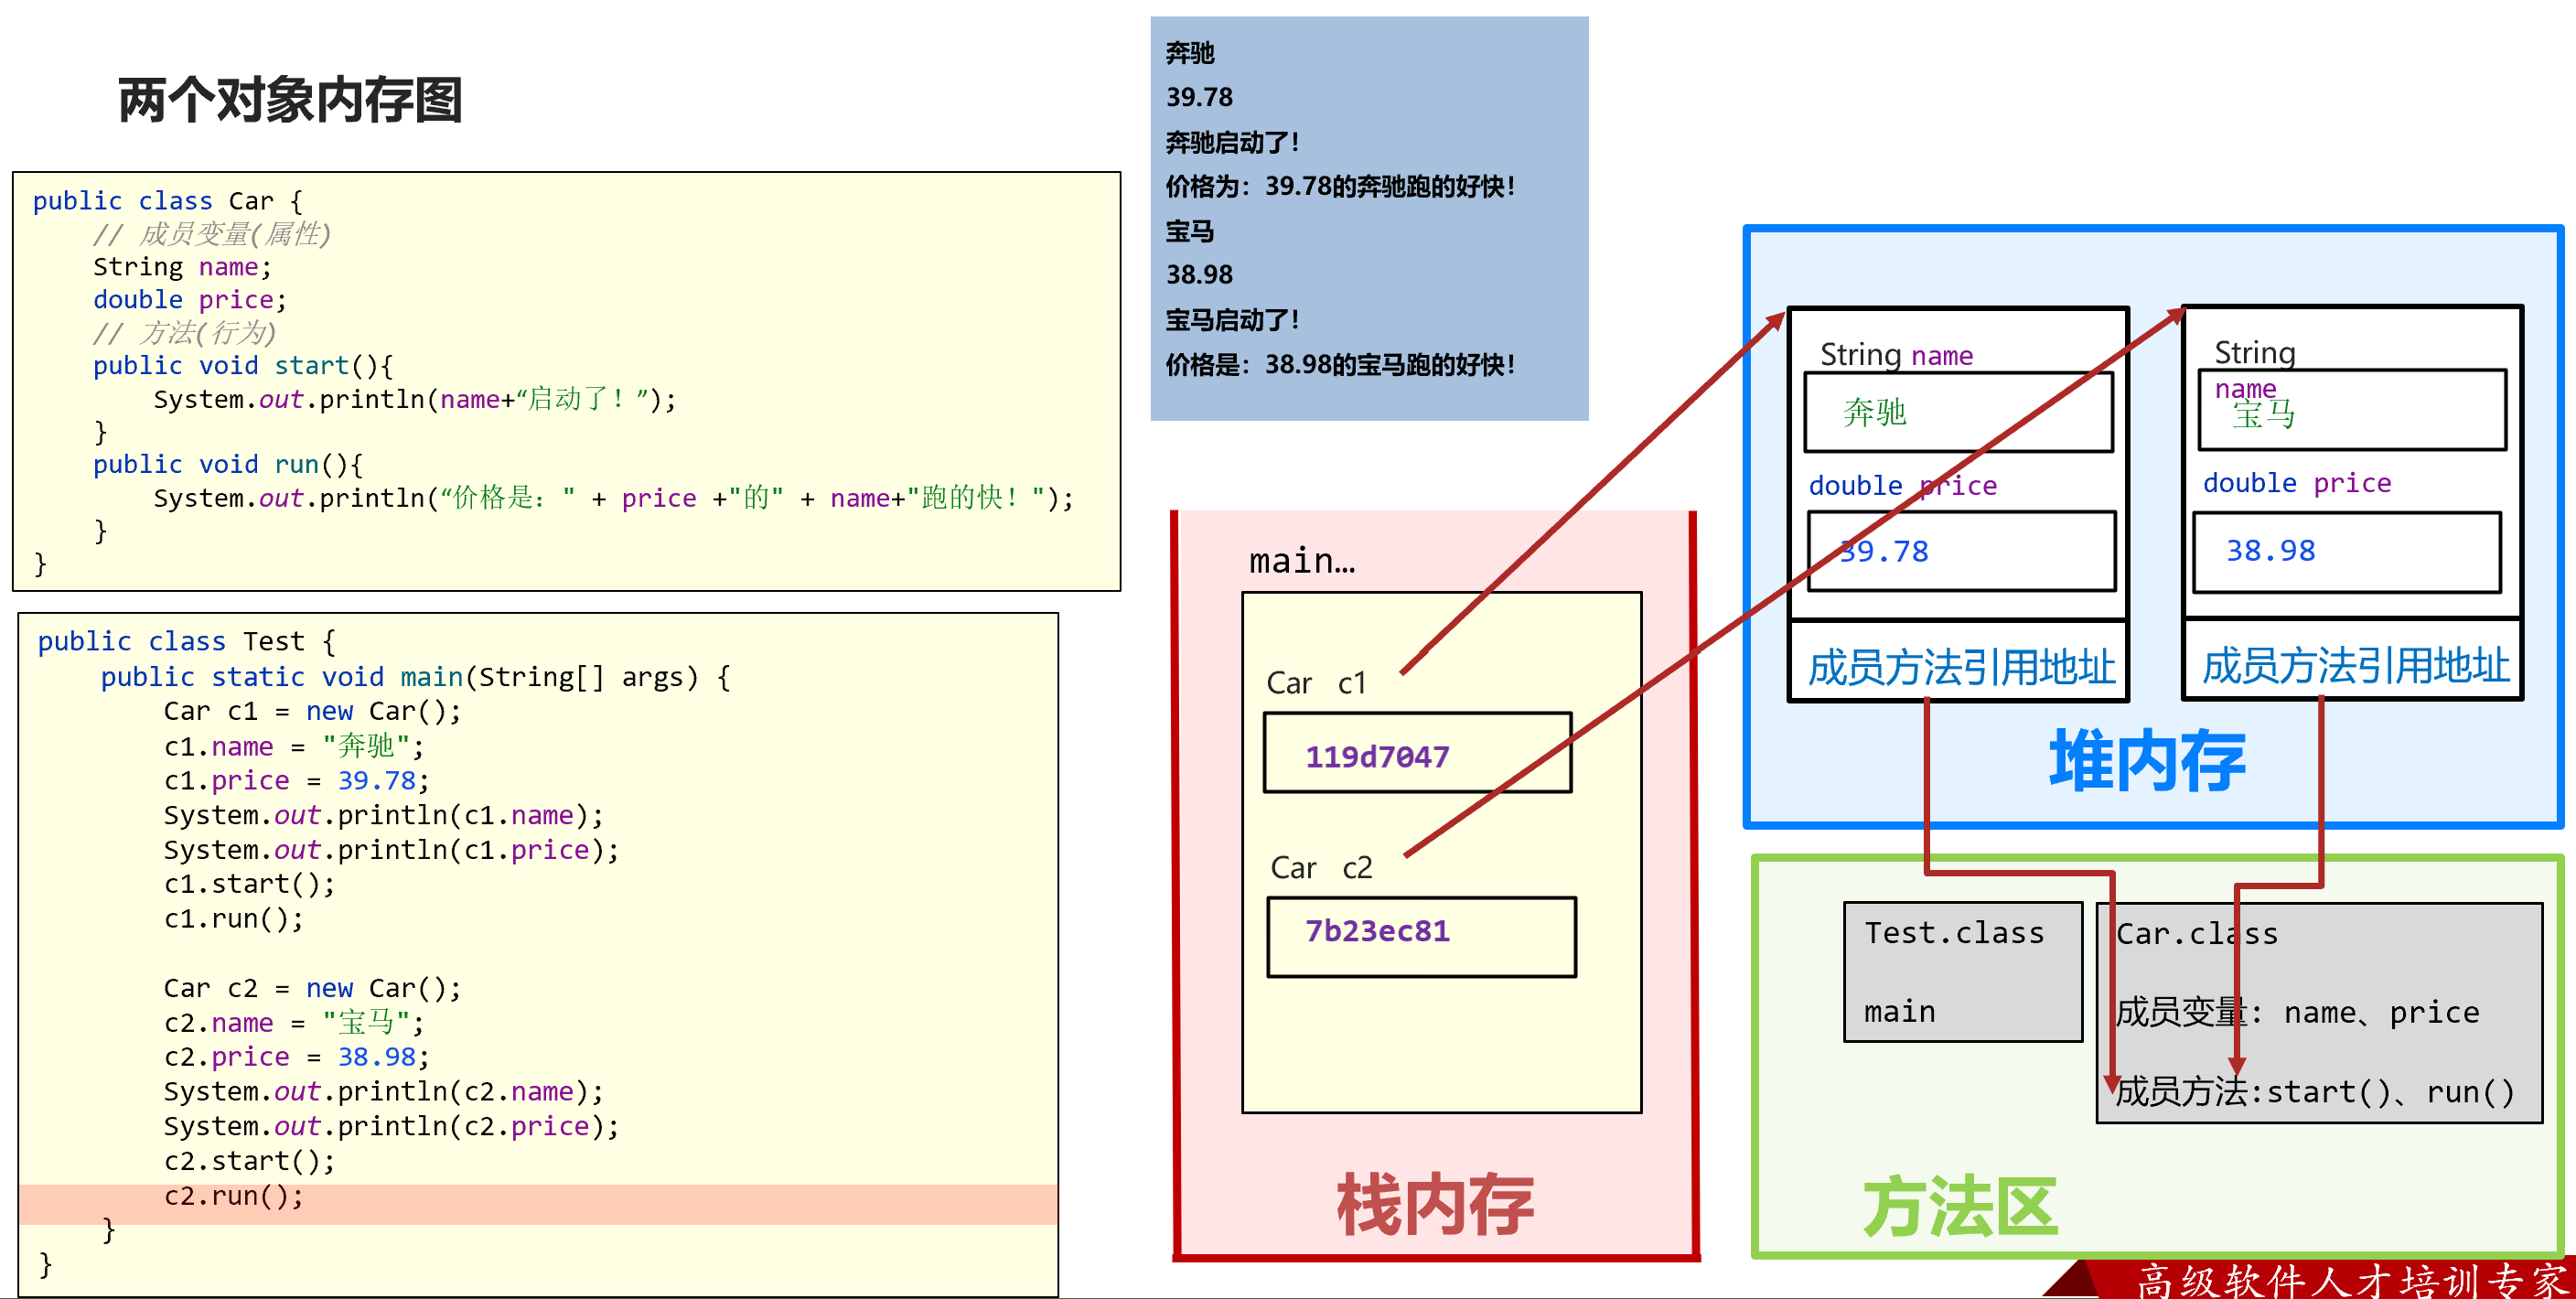 两个对象内存图
public class Car {
// 成员变量(属性)
String name;
double price;
// 方法(行为)
public void start(){
System.out.println(name+“启动了！”);
}
public void run(){
System.out.println(“价格是：" + price +"的" + name+"跑的快！");
}
}
public class Test {
public static void main(String[] args) {
Car c1 = new Car();
c1.name = "奔驰";
c1.price = 39.78;
System.out.println(c1.name);
System.out.println(c1.price);
c1.start();
c1.run();
Car c2 = new Car();
c2.name = "宝马";
c2.price = 38.98;
System.out.println(c2.name);
System.out.println(c2.price);
c2.start();
c2.run();
}
}
奔驰
39.78
奔驰启动了！
价格为：39.78的奔驰跑的好快！
宝马
38.98
宝马启动了！
价格是：38.98的宝马跑的好快！
main…
Car c1
119d7047
Car c2
7b23ec81
栈内存
String name
奔驰
double price
39.78
成员方法引用地址
String
name
宝马
double price
38.98
成员方法引用地址
堆内存
Test.class
main
Car.class
成员变量: name、price
成员方法:start()、run()
方法区
高级软件人才培训专家